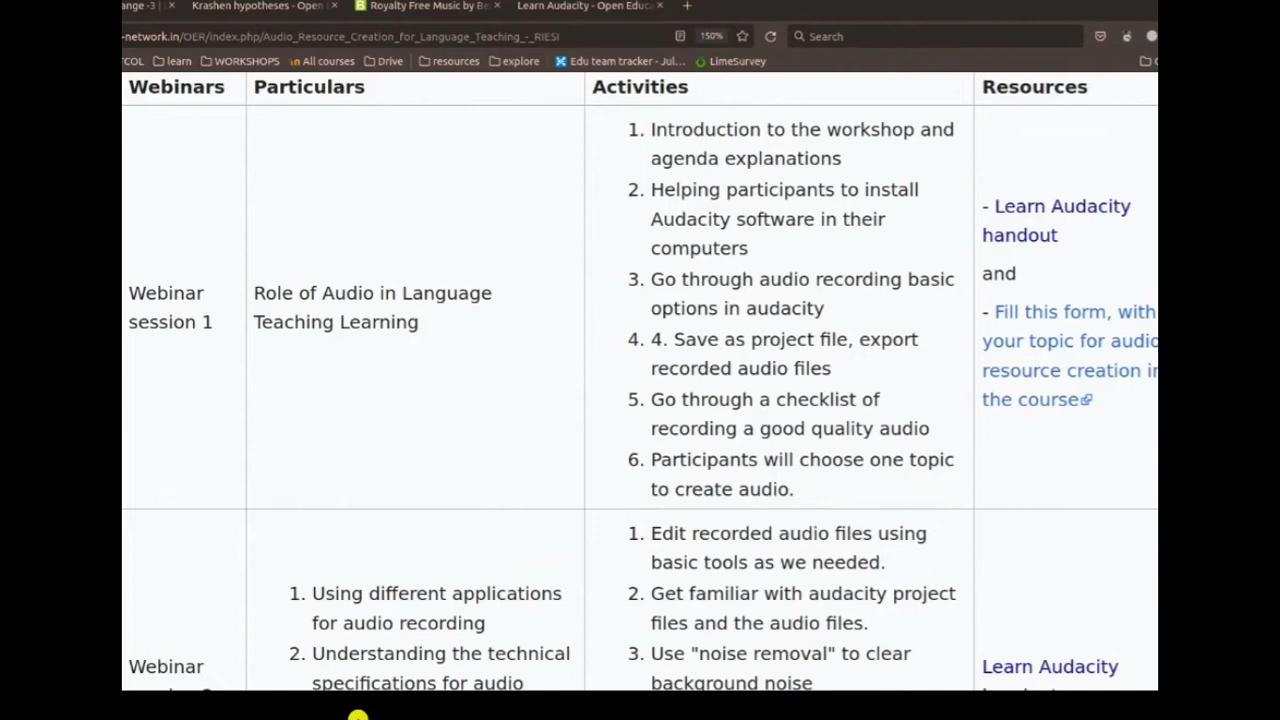 ange -3 |
Krashen hypotheses - Open
Royalty Free Music by Be
Learn Audacity - Open Educa
-network.in/OER/index.php/Audio_Resource_Creation_for_Language_Teaching_-_RIESI
150%
Search
COL
learn
WORKSHOPS
All courses
Drive
resources
explore
Edu team tracker - Jul...
LimeSurvey
Webinars
Particulars
Activities
Resources
Webinar
session 1
Role of Audio in Language
Teaching Learning
1. Introduction to the workshop and
agenda explanations
2. Helping participants to install
Audacity software in their
computers
3. Go through audio recording basic
options in audacity
4. 4. Save as project file, export
recorded audio files
5. Go through a checklist of
recording a good quality audio
6. Participants will choose one topic
to create audio.
- Learn Audacity
handout
and
- Fill this form, with
your topic for audio
resource creation in
the course
Webinar
1. Using different applications
for audio recording
2. Understanding the technical
specifications for audio
1. Edit recorded audio files using
basic tools as we needed.
2. Get familiar with audacity project
files and the audio files.
3. Use "noise removal" to clear
background noise
Learn Audacity